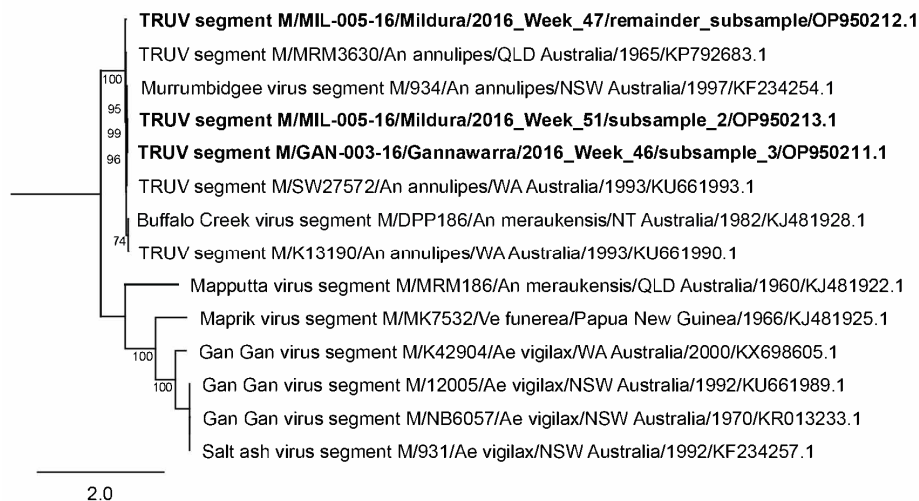 TRUV segment M/MIL-005-16/Mildura/2016_Week_47/remainder_subsample/OP950212.1
TRUV segment M/MRM3630/An annulipes/QLD Australia/1965/KP792683.1
100
Murrumbidgee virus segment M/934/An annulipes/NSW Australia/1997/KF234254.1
95
TRUV segment M/MIL-005-16/Mildura/2016_Week_51/subsample_2/OP950213.1
99
TRUV segment M/GAN-003-16/Gannawarra/2016_Week_46/subsample_3/OP950211.1
96
TRUV segment M/SW27572/An annulipes/WA Australia/1993/KU661993.1
Buffalo Creek virus segment M/DPP186/An meraukensis/NT Australia/1982/KJ481928.1
74
TRUV segment M/K13190/An annulipes/WA Australia/1993/KU661990.1
Mapputta virus segment M/MRM186/An meraukensis/QLD Australia/1960/KJ481922.1
Maprik virus segment M/MK7532/Ve funerea/Papua New Guinea/1966/KJ481925.1
100
Gan Gan virus segment M/K42904/Ae vigilax/WA Australia/2000/KX698605.1
100
Gan Gan virus segment M/12005/Ae vigilax/NSW Australia/1992/KU661989.1
Gan Gan virus segment M/NB6057/Ae vigilax/NSW Australia/1970/KR013233.1
Salt ash virus segment M/931/Ae vigilax/NSW Australia/1992/KF234257.1
2.0